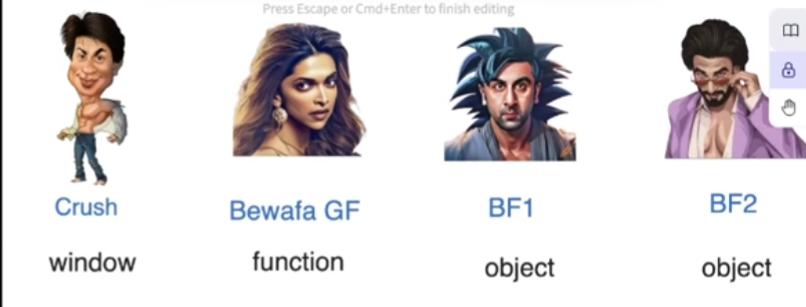 Press Escape or Cmd+Enter to finish editing
Crush
Bewafa GF
BF1
BF2
window
function
object
object